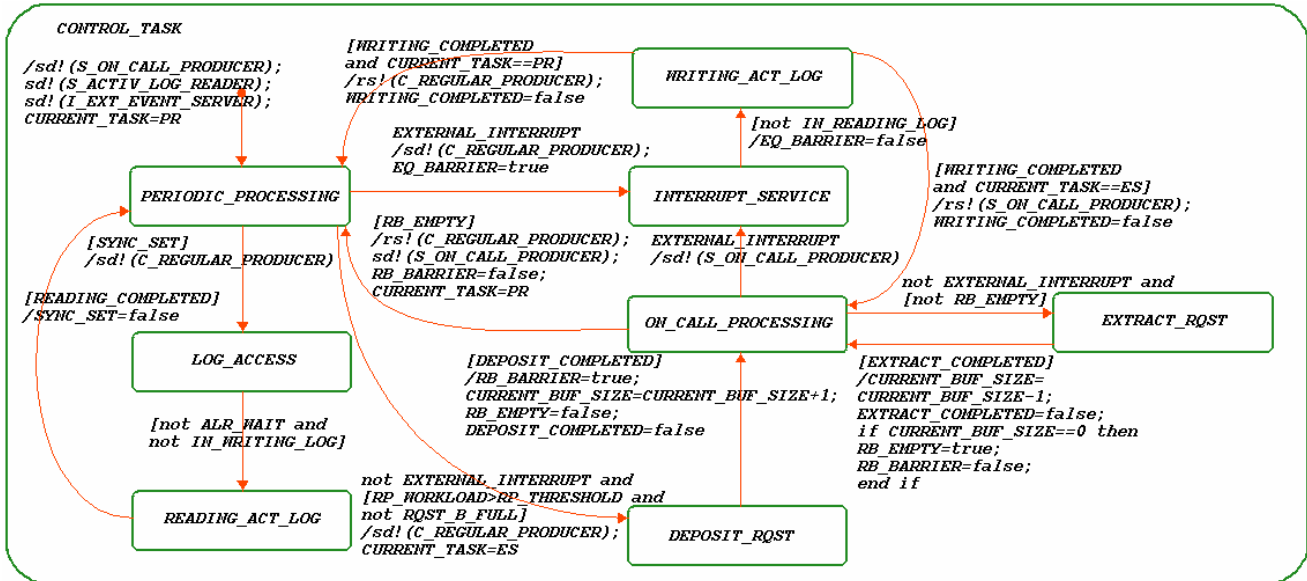 CONTROL_TASK
/sd!(S_ON_CALL_PRODUCER);
sd!(S_ACTIV_LOG_READER);
sd!(I_EXT_EVENT_SERVER);
CURRENT_TASK=PR
[WRITING_COMPLETED
and CURRENT_TASK==PR]
/rs!(C_REGULAR_PRODUCER);
WRITING_COMPLETED=false
WRITING_ACT_LOG
[not IN_READING_LOG]
/EQ_BARRIER=false
EXTERNAL_INTERRUPT
/sd!(C_REGULAR_PRODUCER);
EQ_BARRIER=true
[WRITING_COMPLETED
and CURRENT_TASK==ES]
/rs!(S_ON_CALL_PRODUCER);
WRITING_COMPLETED=false
PERIODIC_PROCESSING
INTERRUPT_SERVICE
[SYNC_SET]
/sd!(C_REGULAR_PRODUCER)
[RB_EMPTY]
/rs!(C_REGULAR_PRODUCER);
sd!(S_ON_CALL_PRODUCER);
RB_BARRIER=false;
CURRENT_TASK=PR
EXTERNAL_INTERRUPT
/sd!(S_ON_CALL_PRODUCER)
not EXTERNAL_INTERRUPT and
[not RB_EMPTY]
[READING_COMPLETED]
/SYNC_SET=false
ON_CALL_PROCESSING
EXTRACT_RQST
LOG_ACCESS
[DEPOSIT_COMPLETED]
/RB_BARRIER=true;
CURRENT_BUF_SIZE=CURRENT_BUF_SIZE+1;
RB_EMPTY=false;
DEPOSIT_COMPLETED=false
[EXTRACT_COMPLETED]
/CURRENT_BUF_SIZE=
CURRENT_BUF_SIZE-1;
EXTRACT_COMPLETED=false;
if CURRENT_BUF_SIZE==0 then
RB_EMPTY=true;
RB_BARRIER=false;
end if
[not ALR_WAIT and
not IN_WRITING_LOG]
not EXTERNAL_INTERRUPT and
[RP_WORKLOAD>RP_THRESHOLD and
not RQST_B_FULL]
/sd!(C_REGULAR_PRODUCER);
CURRENT_TASK=ES
READING_ACT_LOG
DEPOSIT_RQST